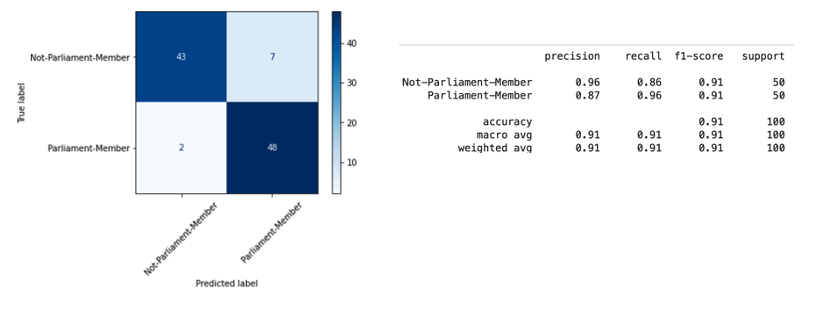 Not-Parliament-Member
Parliament-Member
True label
43 7
2 48
40
30
20
10
Not-Parliament-Member
Parliament-Member
Predicted label
precision recall f1-score support
Not-Parliament-Member 0.96 0.86 0.91 50
Parliament-Member 0.87 0.96 0.91 50
accuracy 0.91 100
macro avg 0.91 0.91 0.91 100
weighted avg 0.91 0.91 0.91 100